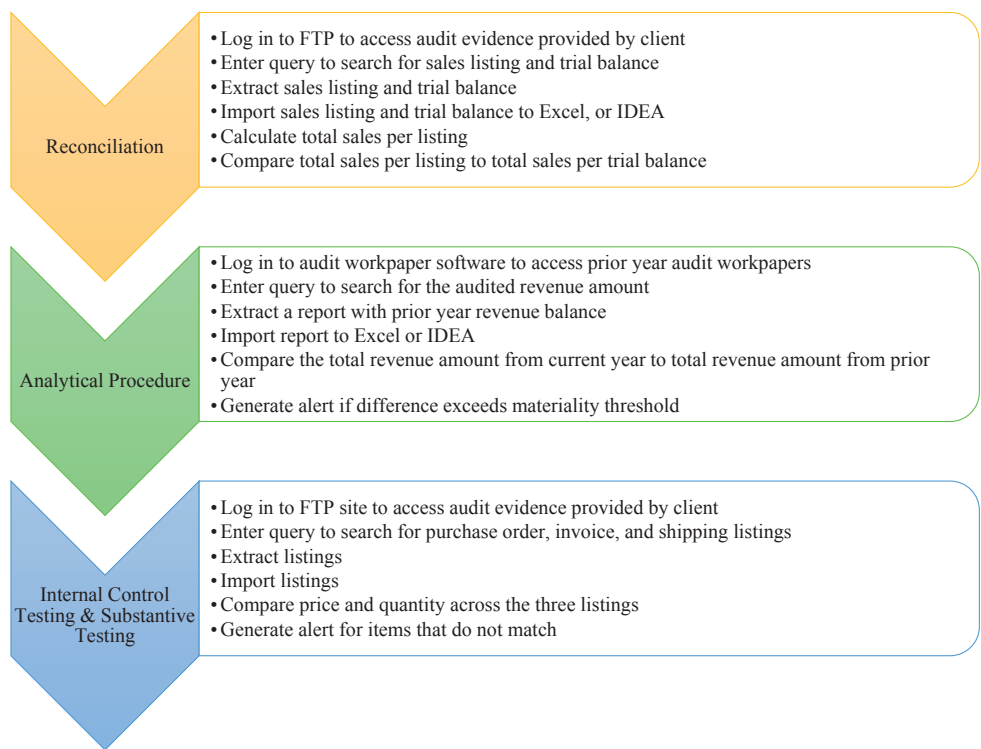 Reconciliation
•Log in to FTP to access audit evidence provided by client
•Enter query to search for sales listing and trial balance
•Extract sales listing and trial balance
•Import sales listing and trial balance to Excel, or IDEA
•Calculate total sales per listing
•Compare total sales per listing to total sales per trial balance
Analytical Procedure
•Log in to audit workpaper software to access prior year audit workpapers
•Enter query to search for the audited revenue amount
•Extract a report with prior year revenue balance
•Import report to Excel or IDEA
•Compare the total revenue amount from current year to total revenue amount from prior
year
•Generate alert if difference exceeds materiality threshold
Internal Control
Testing & Substantive
Testing
•Log in to FTP site to access audit evidence provided by client
•Enter query to search for purchase order, invoice, and shipping listings
•Extract listings
•Import listings
•Compare price and quantity across the three listings
•Generate alert for items that do not match